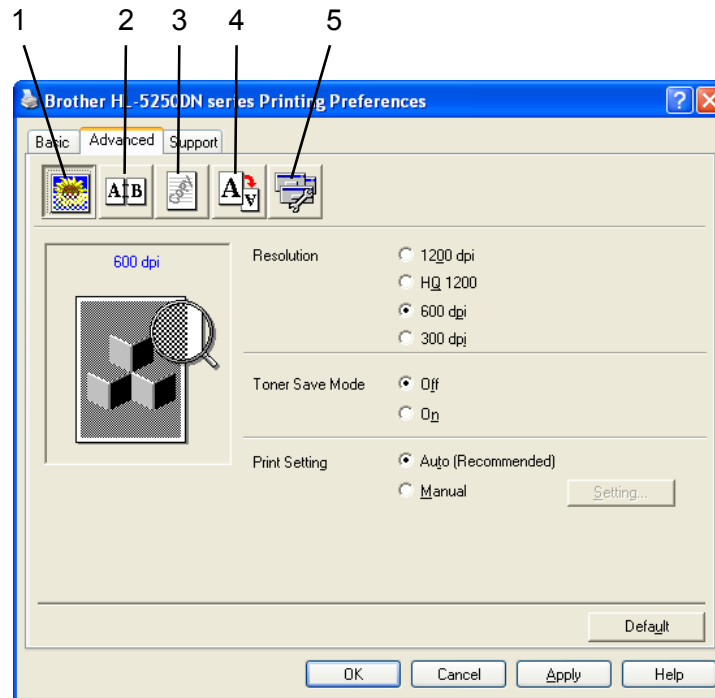 1 2 3 4 5
Brother HL-5250DN series Printing Preferences
Basic Advanced Support
A B
Copy
A A
600 dpi
Resolution
1200 dpi
HQ 1200
600 dpi
300 dpi
Toner Save Mode
Off
On
Print Setting
Auto (Recommended)
Manual
Setting...
Default
OK Cancel Apply Help